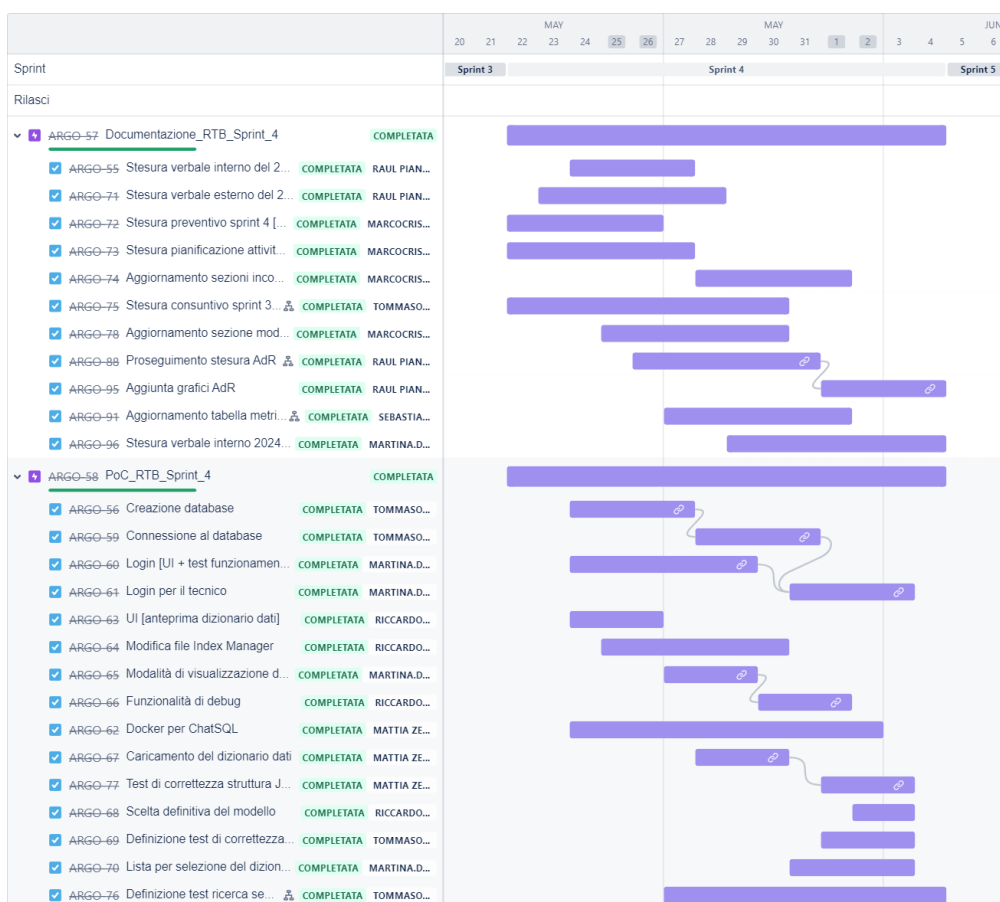 MAY MAY JUN
20 21 22 23 24 25 26 27 28 29 30 31 1 2 3 4 5 6
Sprint Sprint 3 Sprint 4 Sprint 5
Rilasci
ARGO-57 Documentazione_RTB_Sprint_4 COMPLETATA
ARGO-55 Stesura verbale interno del 2... COMPLETATA RAUL PIAN...
ARGO-71 Stesura verbale esterno del 2... COMPLETATA RAUL PIAN...
ARGO-72 Stesura preventivo sprint 4 [... COMPLETATA MARCOCRIS...
ARGO-73 Stesura pianificazione attivit... COMPLETATA MARCOCRIS...
ARGO-74 Aggiornamento sezioni inco... COMPLETATA MARCOCRIS...
ARGO-75 Stesura consuntivo sprint 3... COMPLETATA TOMMASO...
ARGO-78 Aggiornamento sezione mod... COMPLETATA MARCOCRIS...
ARGO-88 Proseguimento stesura AdR COMPLETATA RAUL PIAN...
ARGO-95 Aggiunta grafici AdR COMPLETATA RAUL PIAN...
ARGO-91 Aggiornamento tabella metri... COMPLETATA SEBASTIA...
ARGO-96 Stesura verbale interno 2024... COMPLETATA MARTINA.D...
ARGO-58 PoC_RTB_Sprint_4 COMPLETATA
ARGO-56 Creazione database COMPLETATA TOMMASO...
ARGO-59 Connessione al database COMPLETATA TOMMASO...
ARGO-60 Login [UI + test funzionamen... COMPLETATA MARTINA.D...
ARGO-61 Login per il tecnico COMPLETATA MARTINA.D...
ARGO-63 UI [anteprima dizionario dati] COMPLETATA RICCARDO...
ARGO-64 Modifica file Index Manager COMPLETATA RICCARDO...
ARGO-65 Modalità di visualizzazione d... COMPLETATA MARTINA.D...
ARGO-66 Funzionalità di debug COMPLETATA RICCARDO...
ARGO-62 Docker per ChatSQL COMPLETATA MATTIA ZE...
ARGO-67 Caricamento del dizionario dati COMPLETATA MATTIA ZE...
ARGO-77 Test di correttezza struttura J... COMPLETATA MATTIA ZE...
ARGO-68 Scelta definitiva del modello COMPLETATA RICCARDO...
ARGO-69 Definizione test di correttezza... COMPLETATA TOMMASO...
ARGO-70 Lista per selezione del dizion... COMPLETATA MARTINA.D...
ARGO-76 Definizione test ricerca se... COMPLETATA TOMMASO...